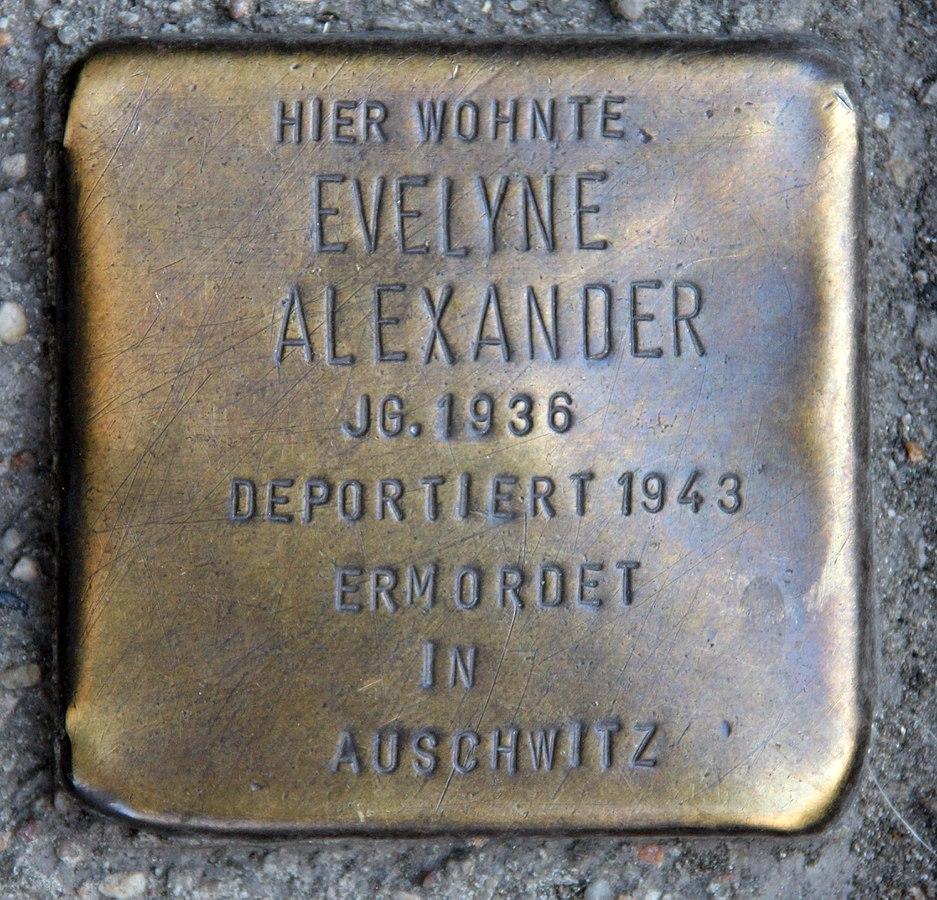 HIER WOHNTE
EVELYNE
ALEXANDER
JG. 1936
DEPORTIERT 1943
ERMORDET
IN
AUSCHWITZ